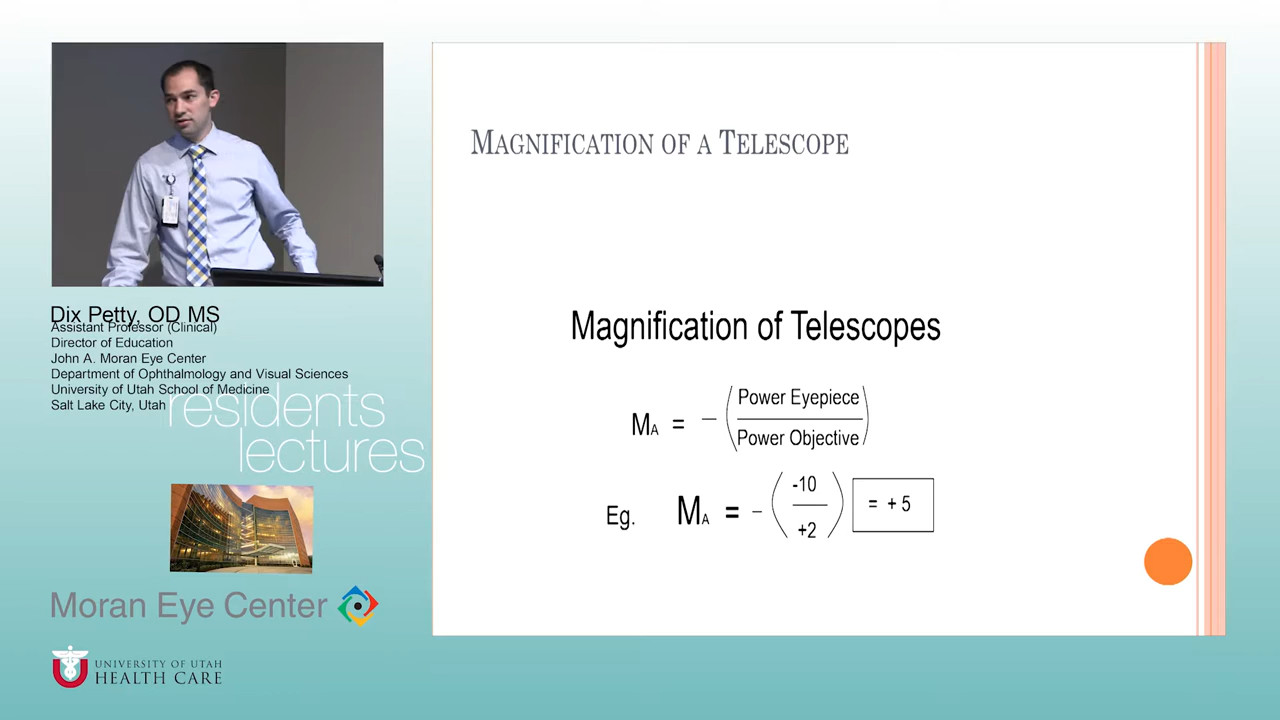 Dix Petty, OD MS
Assistant Professor (Clinical)
Director of Education
John A. Moran Eye Center
Department of Ophthalmology and Visual Sciences
University of Utah School of Medicine
Salt Lake City, Utah
residents
lectures
Moran Eye Center
UNIVERSITY OF UTAH
HEALTH CARE
MAGNIFICATION OF A TELESCOPE
Magnification of Telescopes
MA = − (Power Eyepiece / Power Objective)
Eg. MA = − (-10 / +2) = + 5